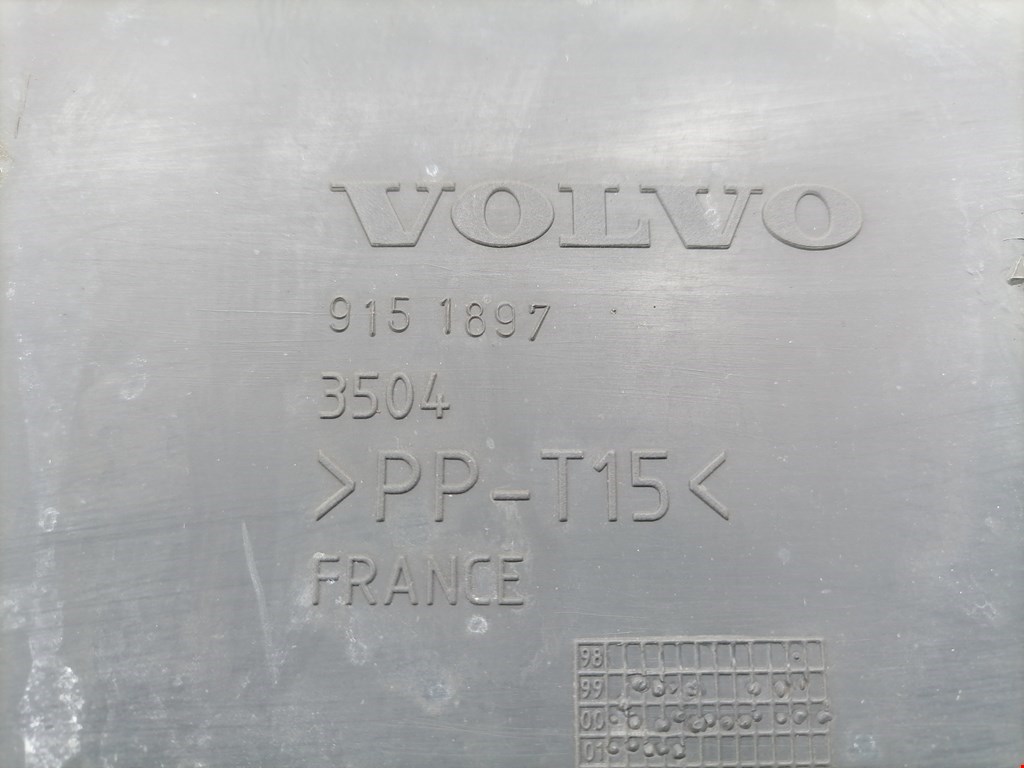 VOLVO
915 1897
3504
>PP-T15<
FRANCE
98
99
00
01